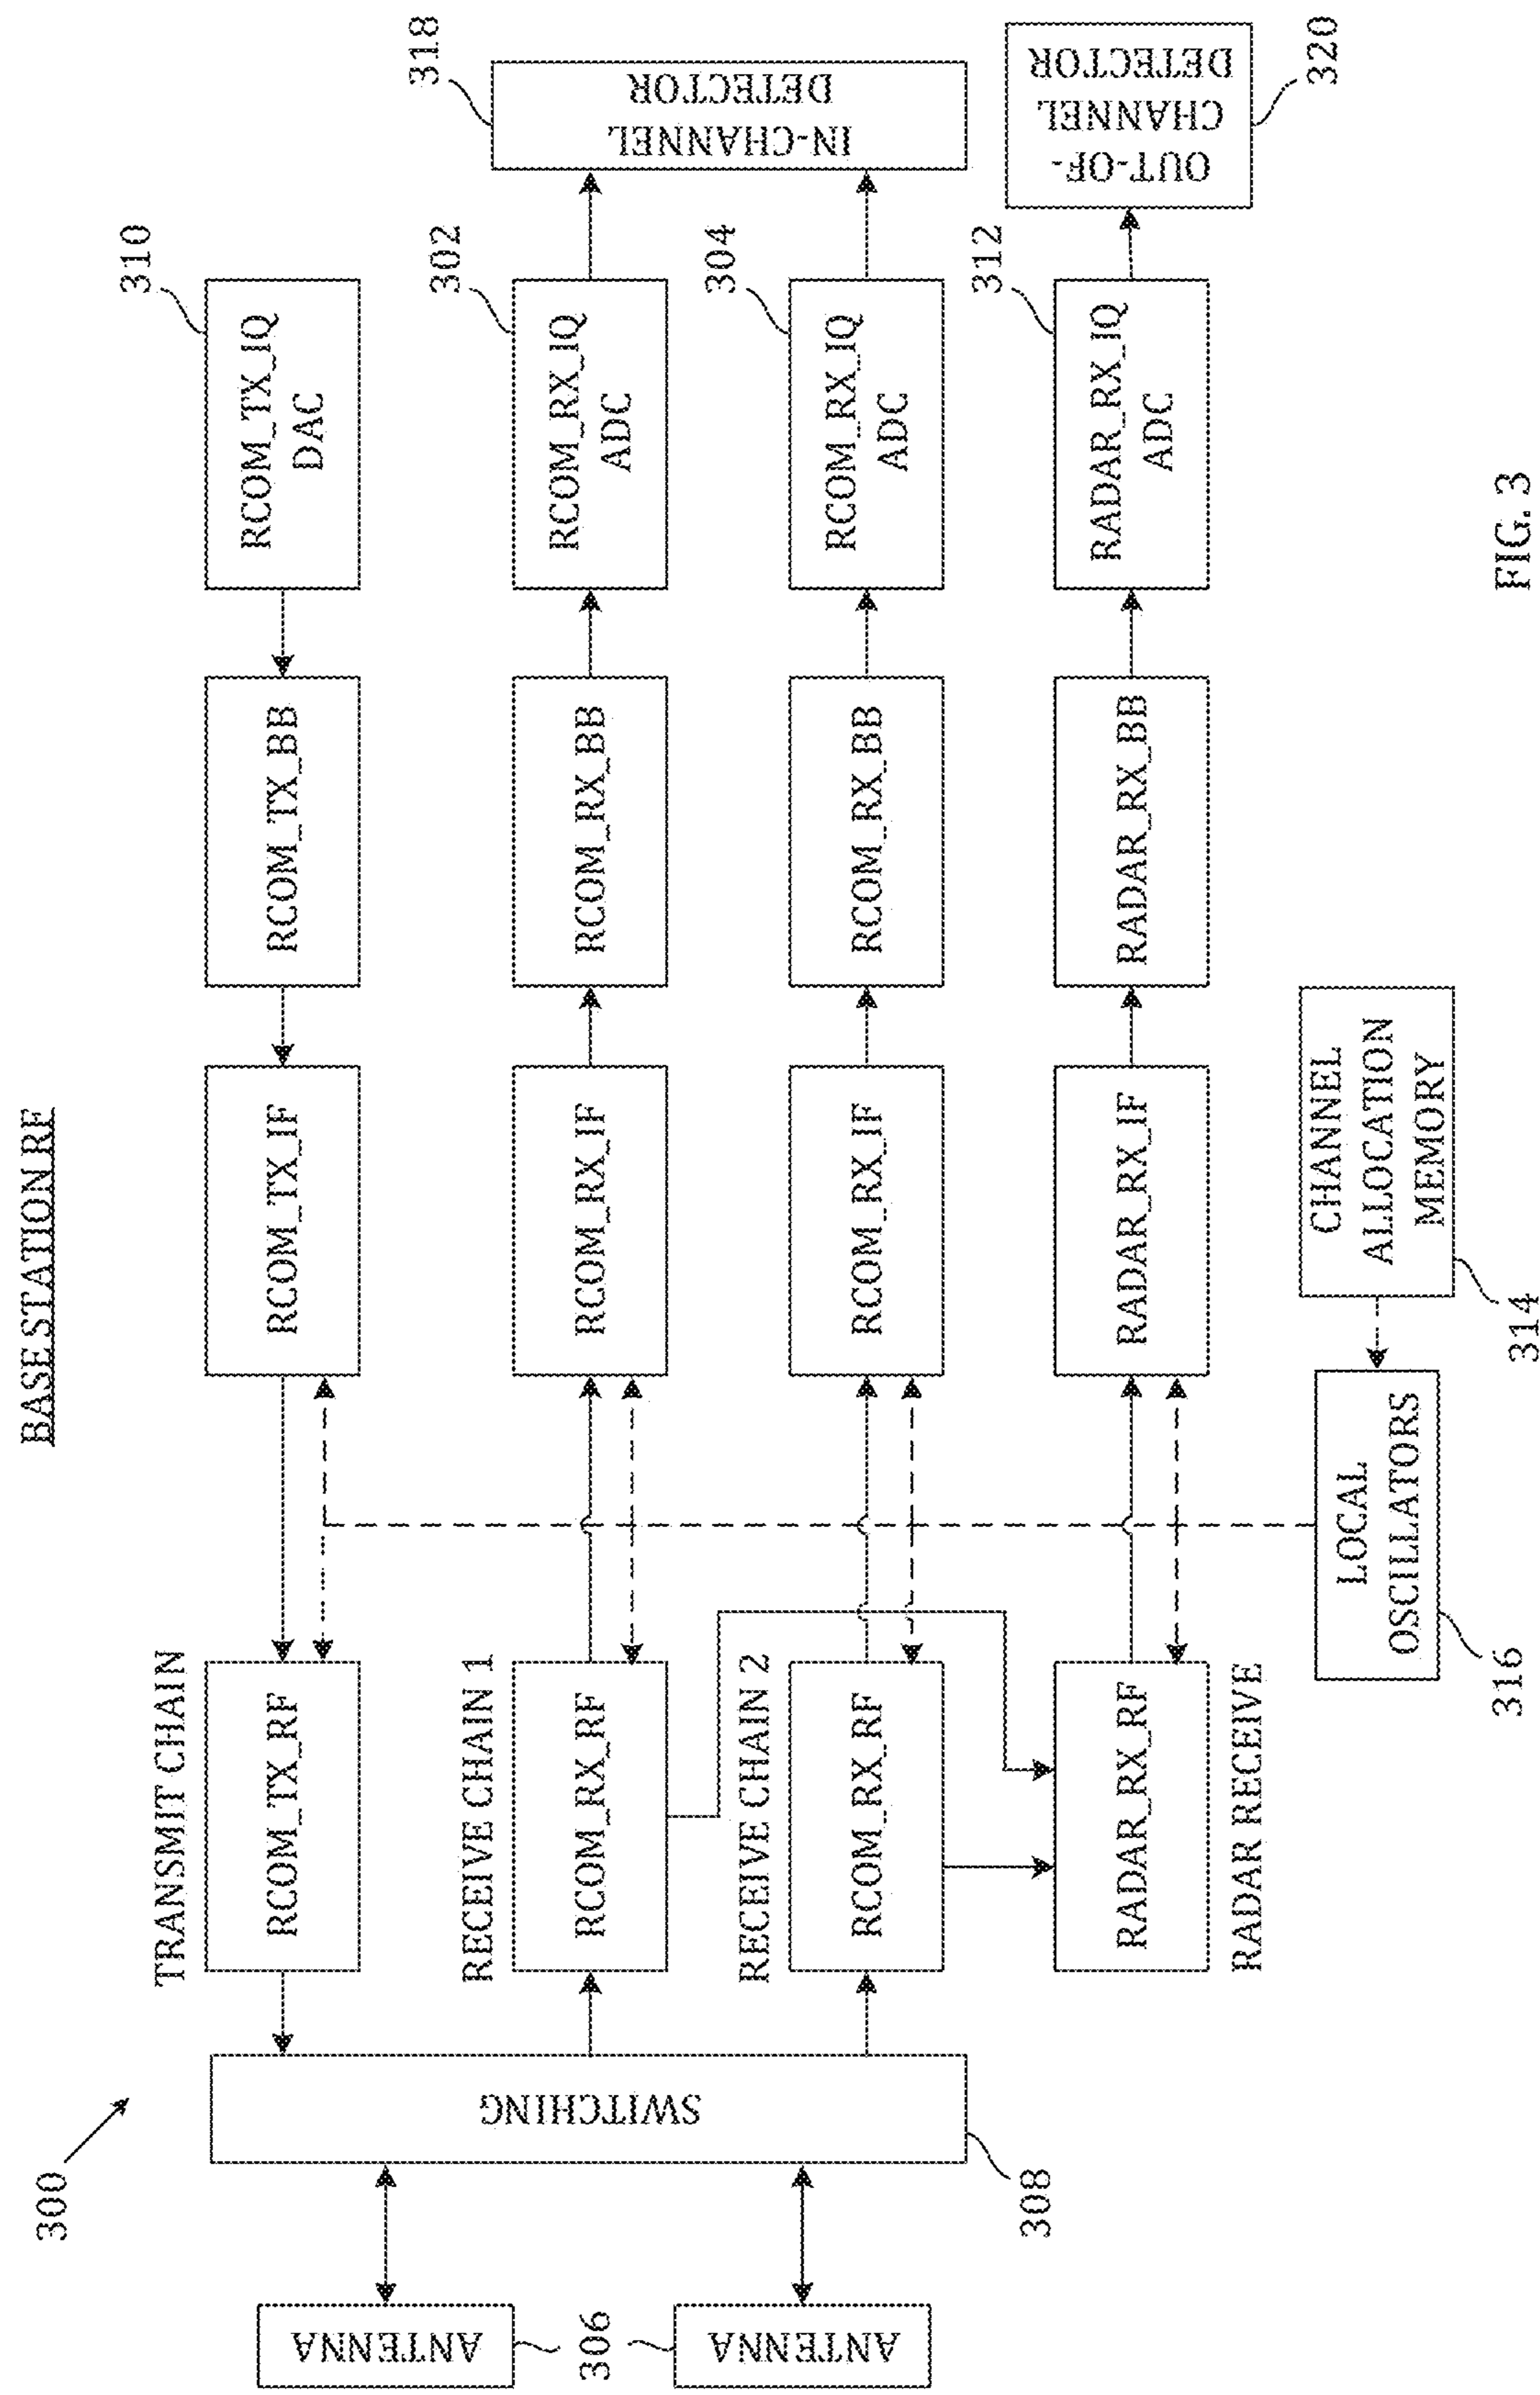 BASE STATION RF
300
ANTENNA
306
ANTENNA
SWITCHING
308
TRANSMIT CHAIN
RCOM_TX_RF
RCOM_TX_IF
RCOM_TX_BB
RCOM_TX_IQ
DAC
310
RECEIVE CHAIN 1
RCOM_RX_RF
RCOM_RX_IF
RCOM_RX_BB
RCOM_RX_IQ
ADC
302
IN-CHANNEL
DETECTOR
318
RECEIVE CHAIN 2
RCOM_RX_RF
RCOM_RX_IF
RCOM_RX_BB
RCOM_RX_IQ
ADC
304
RADAR_RX_RF
RADAR RECEIVE
RADAR_RX_IF
RADAR_RX_BB
RADAR_RX_IQ
ADC
312
OUT-OF-
CHANNEL
DETECTOR
320
LOCAL
OSCILLATORS
316
CHANNEL
ALLOCATION
MEMORY
314
FIG. 3